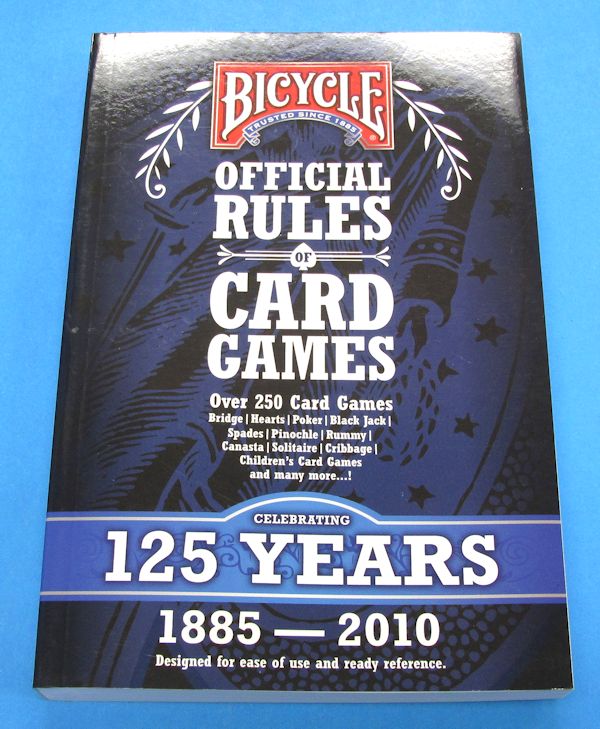 BICYCLE
®
TRUSTED SINCE 1885
OFFICIAL
RULES
OF
CARD
GAMES
Over 250 Card Games
Bridge|Hearts|Poker|Black Jack|
Spades|Pinochle|Rummy|
Canasta|Solitaire|Cribbage|
Children's Card Games
and many more...!
CELEBRATING
125 YEARS
1885 — 2010
Designed for ease of use and ready reference.